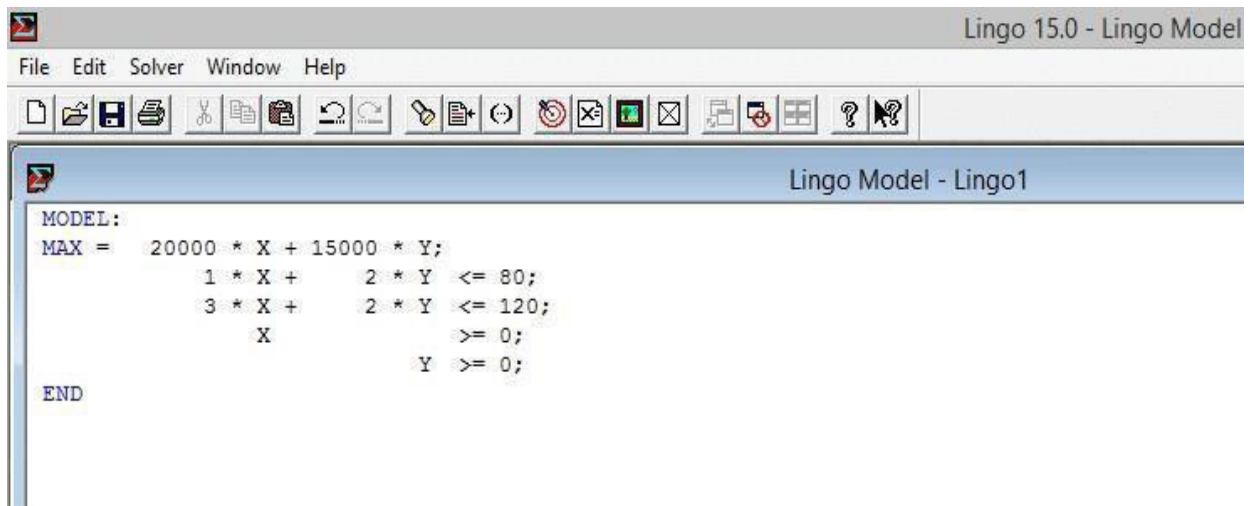 Lingo 15.0 - Lingo Model
File Edit Solver Window Help
Lingo Model - Lingo1
MODEL:
MAX = 20000 * X + 15000 * Y;
1 * X + 2 * Y <= 80;
3 * X + 2 * Y <= 120;
X >= 0;
Y >= 0;
END